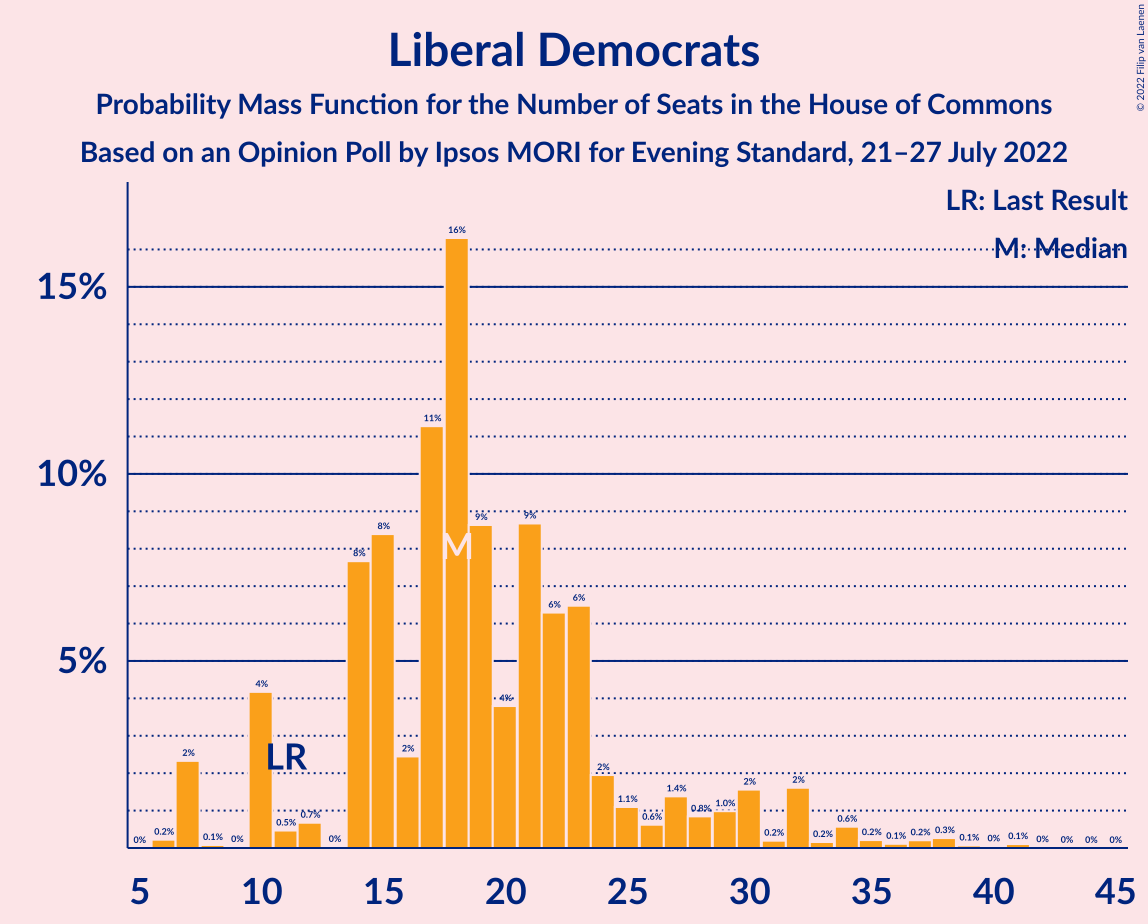 Liberal Democrats
Probability Mass Function for the Number of Seats in the House of Commons
Based on an Opinion Poll by Ipsos MORI for Evening Standard, 21–27 July 2022
© 2022 Filip van Laenen
LR: Last Result
M: Median
15%
10%
5%
0% 0.2% 2% 0.1% 0% 4% 0.5% 0.7% 0% 8% 8% 2% 11% 16% 9% 4% 9% 6% 6% 2% 1.1% 0.6% 1.4% 0.8% 1.0% 2% 0.2% 2% 0.2% 0.6% 0.2% 0.1% 0.2% 0.3% 0.1% 0% 0.1% 0% 0% 0% 0%
LR
M
5 10 15 20 25 30 35 40 45